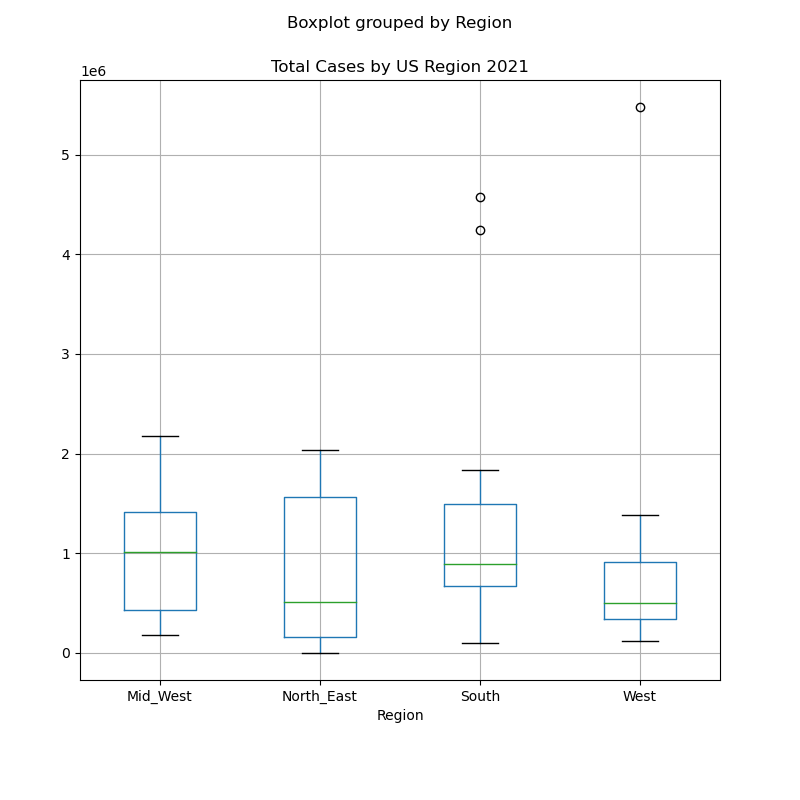 Boxplot grouped by Region
Total Cases by US Region 2021
1e6
5
4
3
2
1
0
Mid_West North_East South West
Region